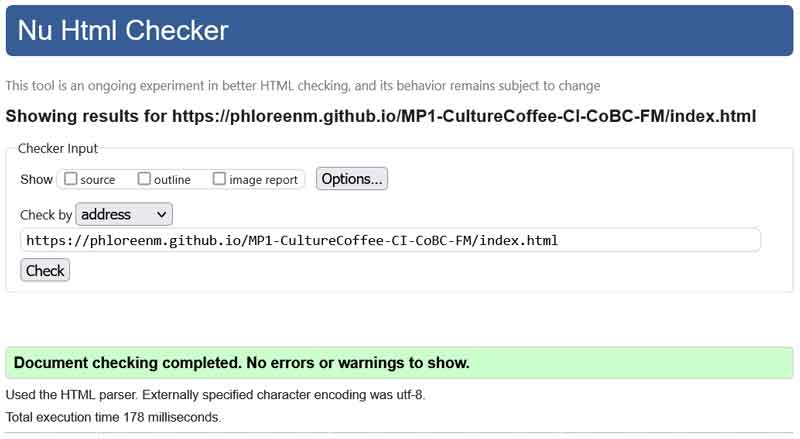 Nu Html Checker
This tool is an ongoing experiment in better HTML checking, and its behavior remains subject to change
Showing results for https://phloreenm.github.io/MP1-CultureCoffee-CI-CoBC-FM/index.html
Checker Input
Show source outline image report Options...
Check by address
https://phloreenm.github.io/MP1-CultureCoffee-CI-CoBC-FM/index.html
Check
Document checking completed. No errors or warnings to show.
Used the HTML parser. Externally specified character encoding was utf-8.
Total execution time 178 milliseconds.